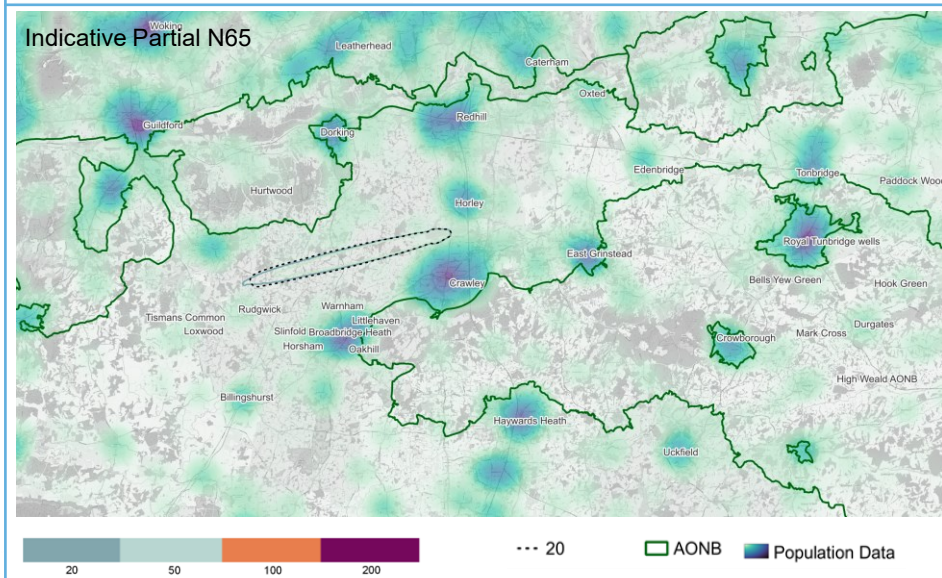 Indicative Partial N65
Woking
Leatherhead
Caterham
Oxted
Guildford
Redhill
Dorking
Edenbridge
Tonbridge
Paddock Wood
Hurtwood
Horley
Royal Tunbridge wells
East Grinstead
Bells Yew Green
Crawley
Hook Green
Rudgwick
Warnham
Tismans Common
Littlehaven
Durgates
Loxwood
Slinfold
Broadbridge Heath
Mark Cross
Crowborough
Horsham
Oakhill
High Weald AONB
Billingshurst
Haywards Heath
Uckfield
20
AONB
Population Data
20 50 100 200